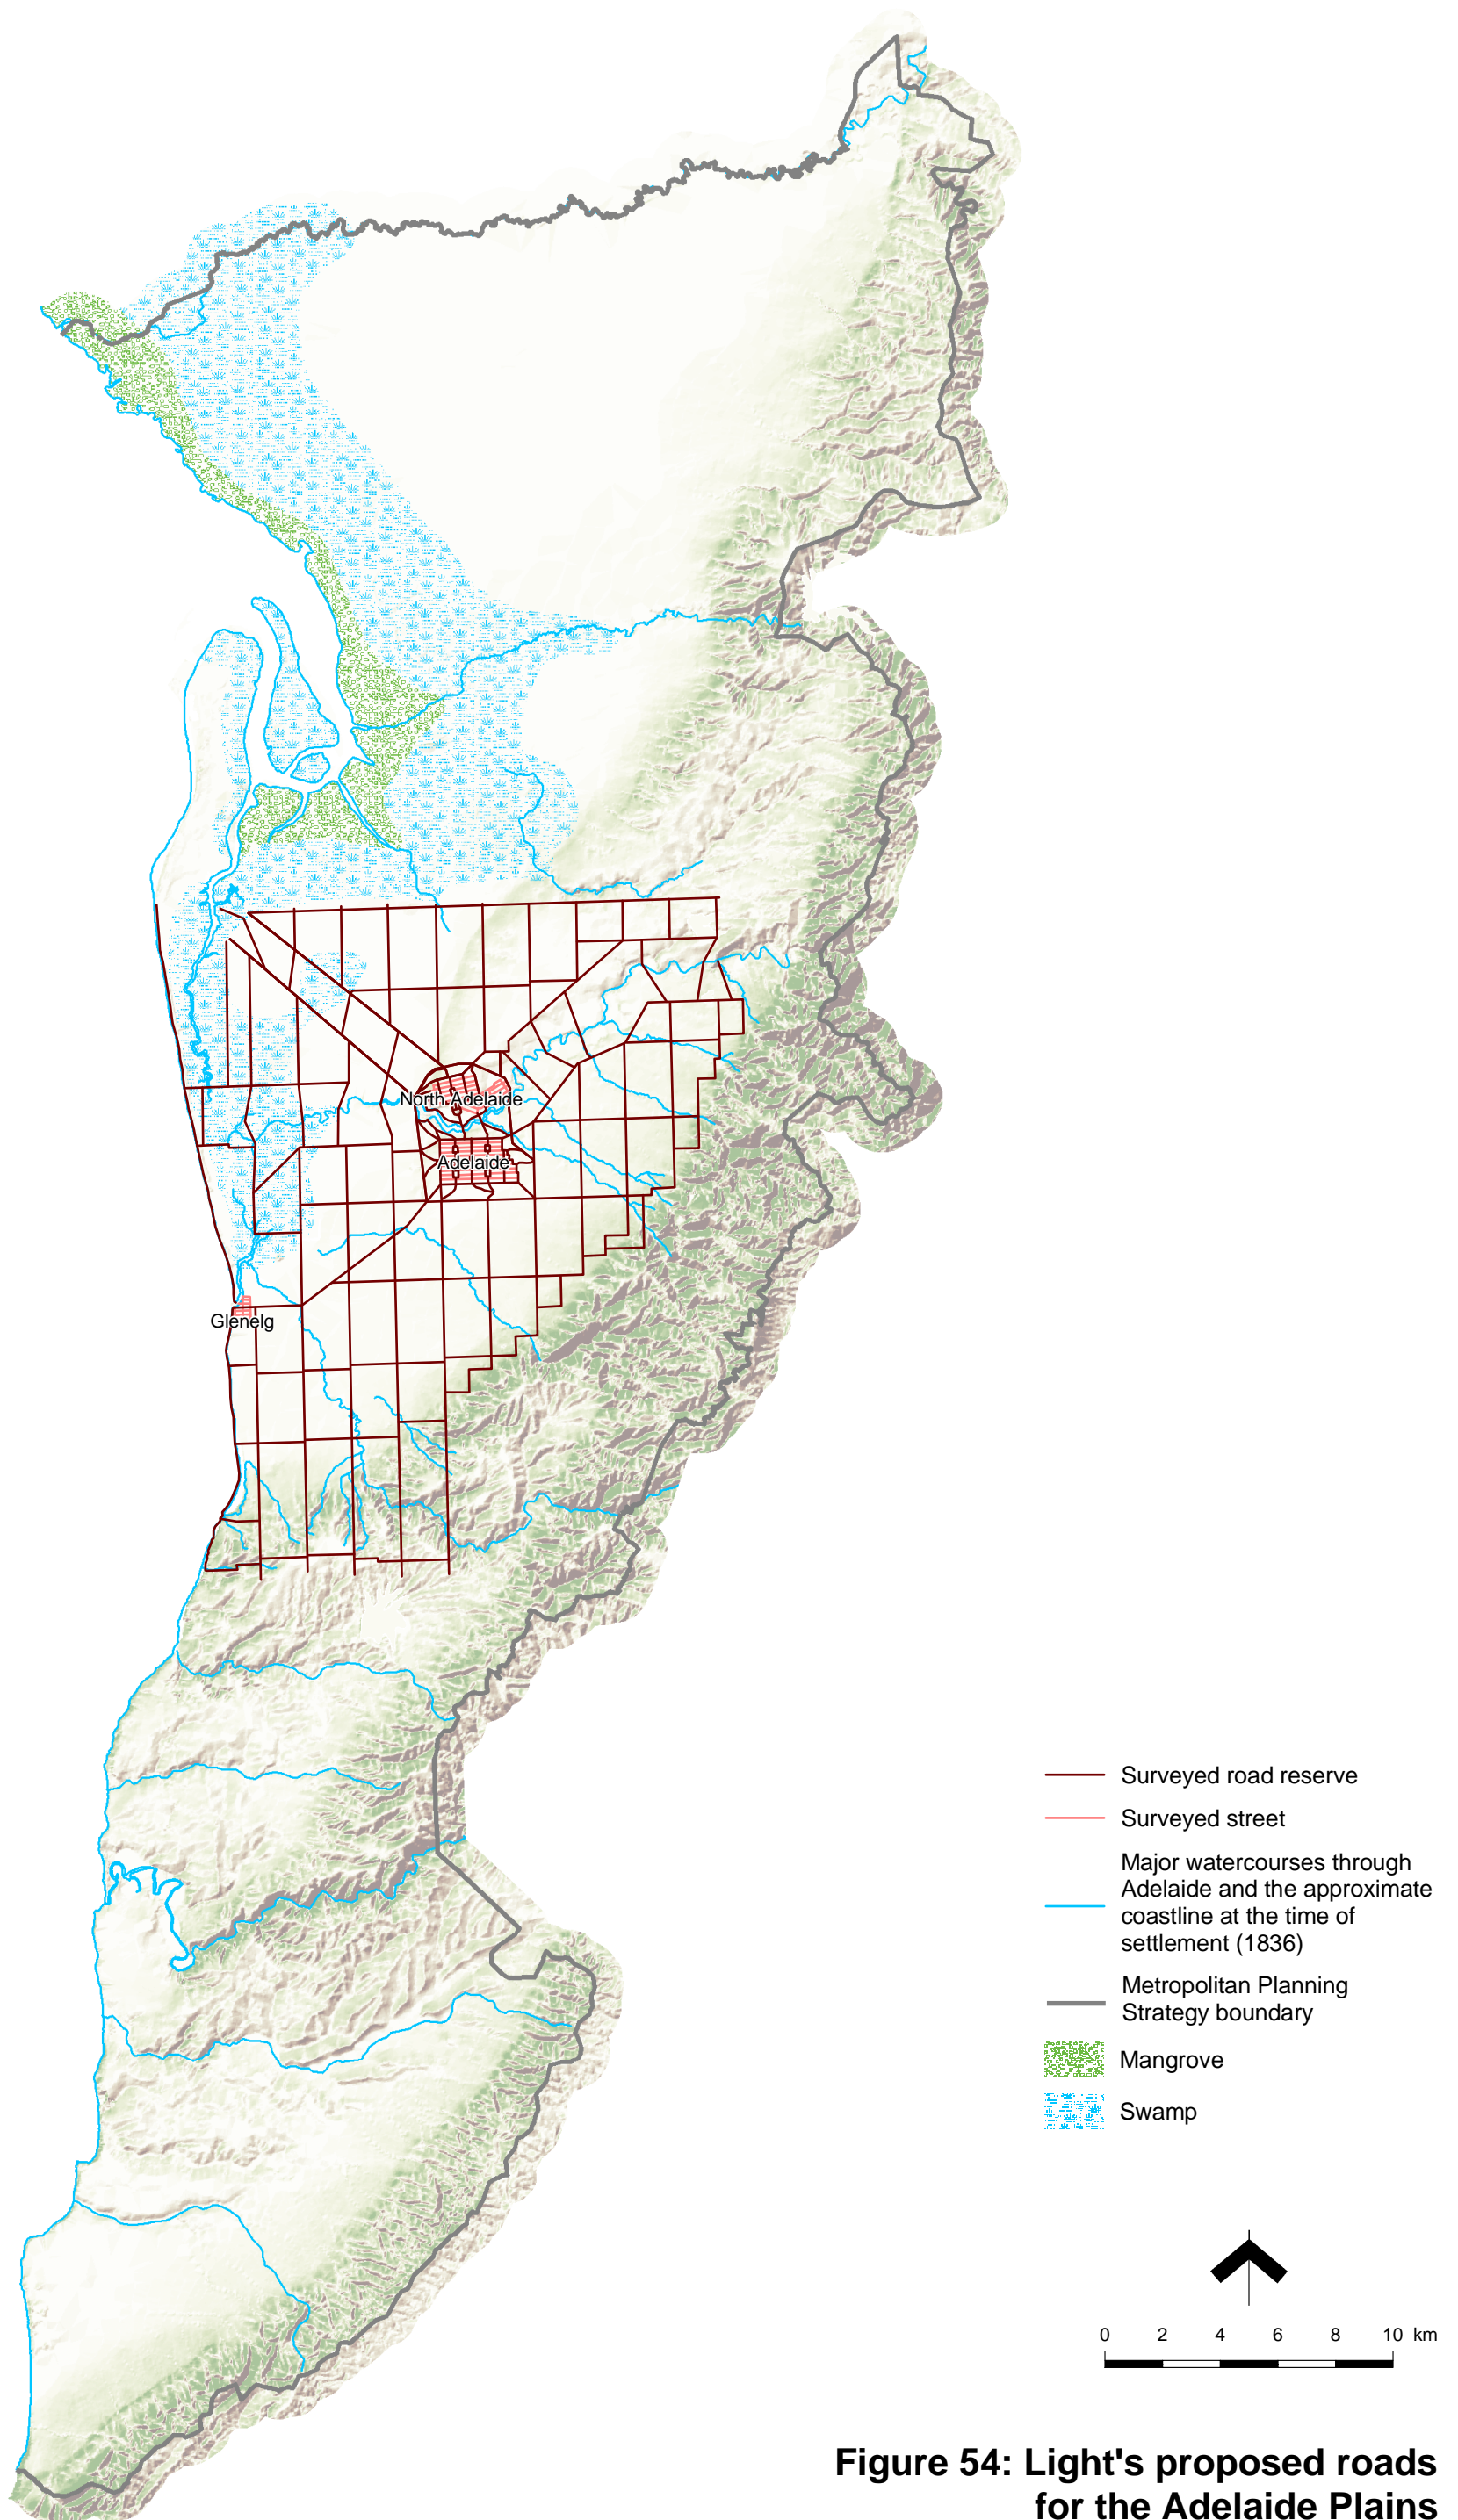 North Adelaide
Adelaide
Glenelg
Surveyed road reserve
Surveyed street
Major watercourses through
Adelaide and the approximate
coastline at the time of
settlement (1836)
Metropolitan Planning
Strategy boundary
Mangrove
Swamp
0 2 4 6 8 10 km
Figure 54: Light's proposed roads
for the Adelaide Plains